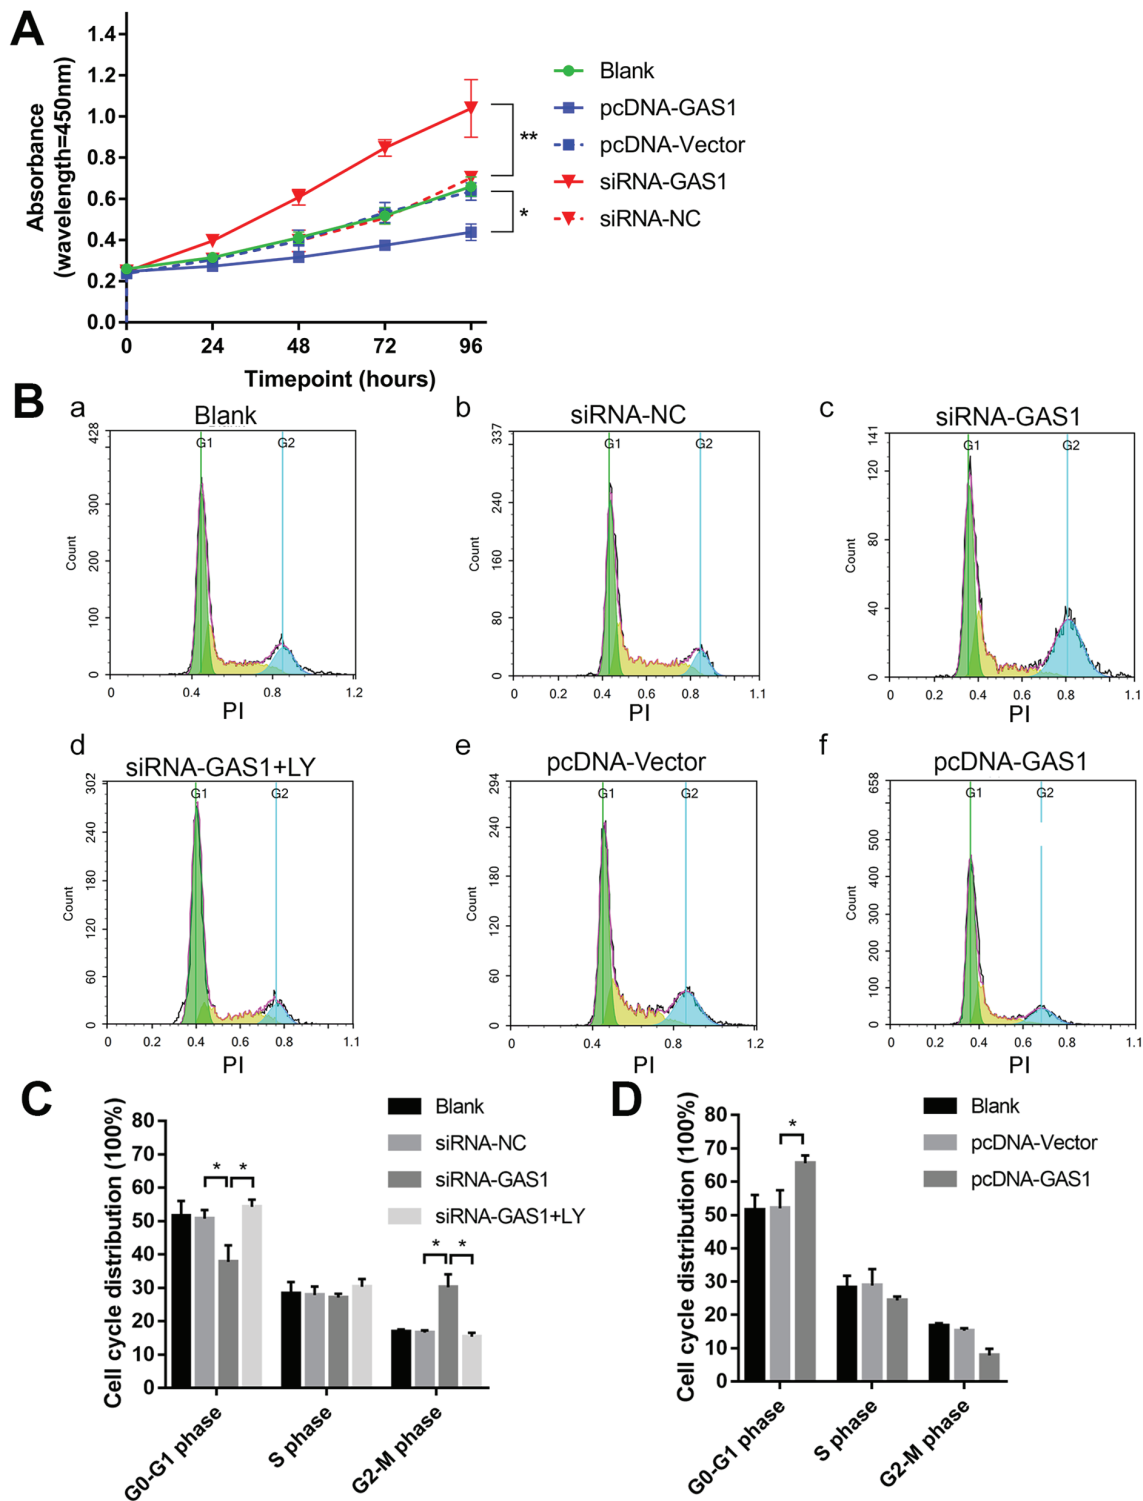 A
Absorbance
(wavelength=450nm)
1.4
1.2
1.0
0.8
0.6
0.4
0.2
0.0
0 24 48 72 96
Timepoint (hours)
**
*
Blank
pcDNA-GAS1
pcDNA-Vector
siRNA-GAS1
siRNA-NC
B
a
Blank
428
300
200
100
0
Count
G1 G2
0 0.4 0.8 1.2
PI
b
siRNA-NC
337
240
160
80
0
Count
G1 G2
0 0.2 0.4 0.6 0.8 1.1
PI
c
siRNA-GAS1
141
120
80
40
0
Count
G1 G2
0 0.2 0.4 0.6 0.8 1.1
PI
d
siRNA-GAS1+LY
302
240
180
120
60
0
Count
G1 G2
0 0.2 0.4 0.6 0.8 1.1
PI
e
pcDNA-Vector
294
240
180
120
60
0
Count
G1 G2
0 0.4 0.8 1.2
PI
f
pcDNA-GAS1
658
500
400
300
200
100
0
Count
G1 G2
0 0.2 0.4 0.6 0.8 1.1
PI
C
Cell cycle distribution (100%)
80
70
60
50
40
30
20
10
0
* *
* *
Blank
siRNA-NC
siRNA-GAS1
siRNA-GAS1+LY
G0-G1 phase
S phase
G2-M phase
D
Cell cycle distribution (100%)
80
70
60
50
40
30
20
10
0
*
Blank
pcDNA-Vector
pcDNA-GAS1
G0-G1 phase
S phase
G2-M phase